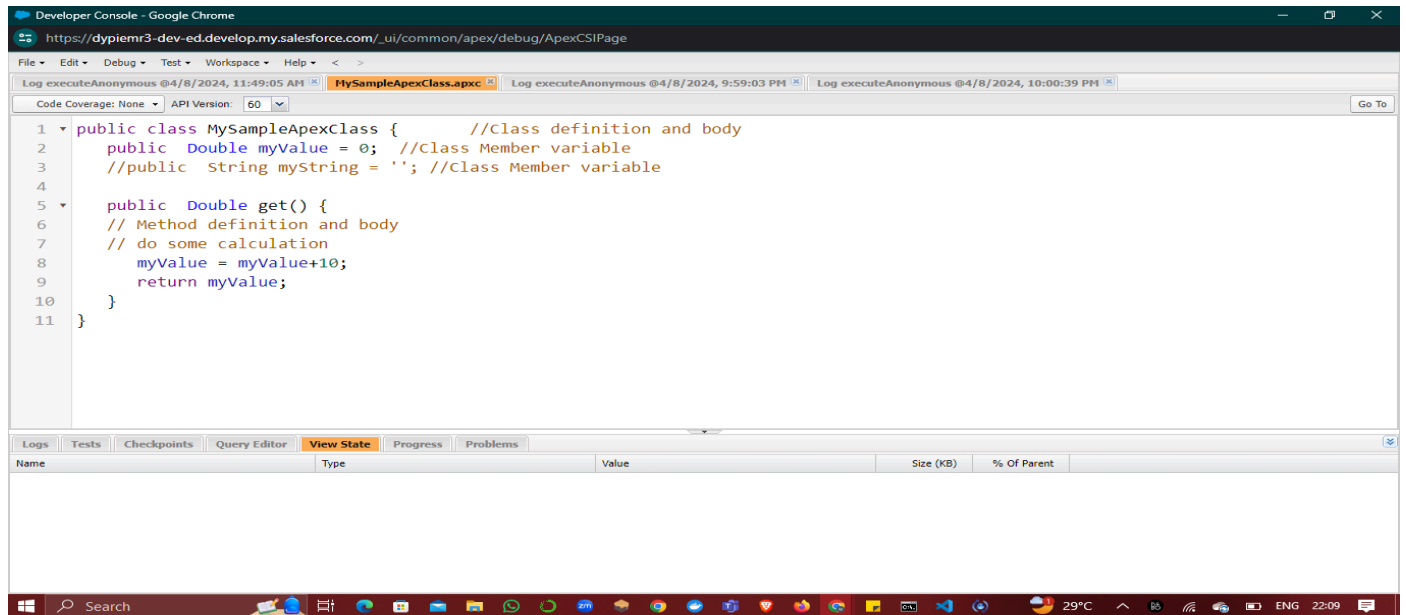 Developer Console - Google Chrome
https://dypiemr3-dev-ed.develop.my.salesforce.com/_ui/common/apex/debug/ApexCSIPage
File Edit Debug Test Workspace Help < >
Log executeAnonymous @4/8/2024, 11:49:05 AM MySampleApexClass.apxc Log executeAnonymous @4/8/2024, 9:59:03 PM Log executeAnonymous @4/8/2024, 10:00:39 PM
Code Coverage: None API Version: 60 Go To
1 public class MySampleApexClass { //Class definition and body
2 public Double myValue = 0; //Class Member variable
3 //public String myString = ''; //Class Member variable
4
5 public Double get() {
6 // Method definition and body
7 // do some calculation
8 myValue = myValue+10;
9 return myValue;
10 }
11 }
Logs Tests Checkpoints Query Editor View State Progress Problems
Name Type Value Size (KB) % Of Parent
Search 29°C ENG 22:09